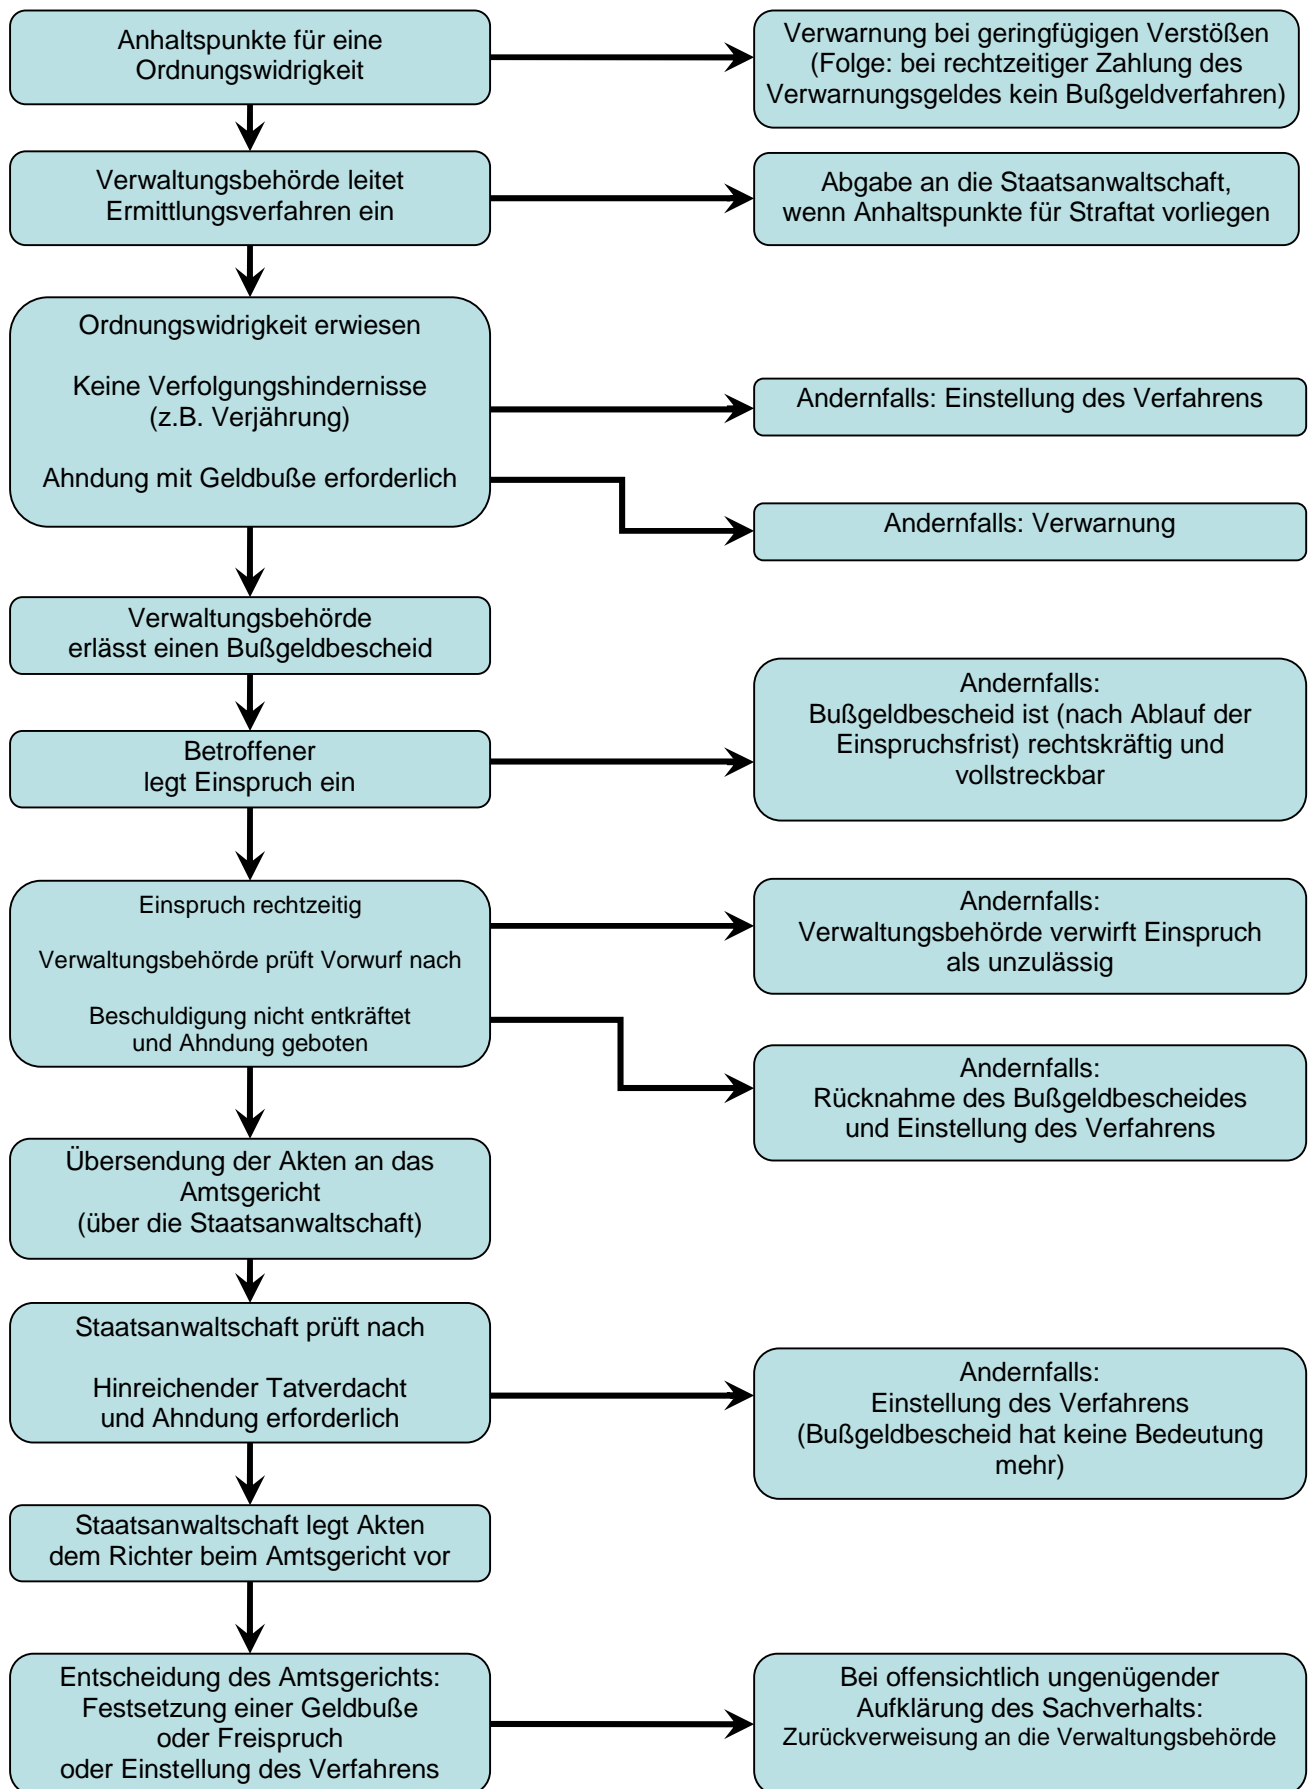 Anhaltspunkte für eine
Ordnungswidrigkeit
Verwarnung bei geringfügigen Verstößen
(Folge: bei rechtzeitiger Zahlung des
Verwarnungsgeldes kein Bußgeldverfahren)
Verwaltungsbehörde leitet
Ermittlungsverfahren ein
Abgabe an die Staatsanwaltschaft,
wenn Anhaltspunkte für Straftat vorliegen
Ordnungswidrigkeit erwiesen
Keine Verfolgungshindernisse
(z.B. Verjährung)
Ahndung mit Geldbuße erforderlich
Andernfalls: Einstellung des Verfahrens
Andernfalls: Verwarnung
Verwaltungsbehörde
erlässt einen Bußgeldbescheid
Betroffener
legt Einspruch ein
Andernfalls:
Bußgeldbescheid ist (nach Ablauf der
Einspruchsfrist) rechtskräftig und
vollstreckbar
Einspruch rechtzeitig
Verwaltungsbehörde prüft Vorwurf nach
Beschuldigung nicht entkräftet
und Ahndung geboten
Andernfalls:
Verwaltungsbehörde verwirft Einspruch
als unzulässig
Andernfalls:
Rücknahme des Bußgeldbescheides
und Einstellung des Verfahrens
Übersendung der Akten an das
Amtsgericht
(über die Staatsanwaltschaft)
Staatsanwaltschaft prüft nach
Hinreichender Tatverdacht
und Ahndung erforderlich
Andernfalls:
Einstellung des Verfahrens
(Bußgeldbescheid hat keine Bedeutung
mehr)
Staatsanwaltschaft legt Akten
dem Richter beim Amtsgericht vor
Entscheidung des Amtsgerichts:
Festsetzung einer Geldbuße
oder Freispruch
oder Einstellung des Verfahrens
Bei offensichtlich ungenügender
Aufklärung des Sachverhalts:
Zurückverweisung an die Verwaltungsbehörde